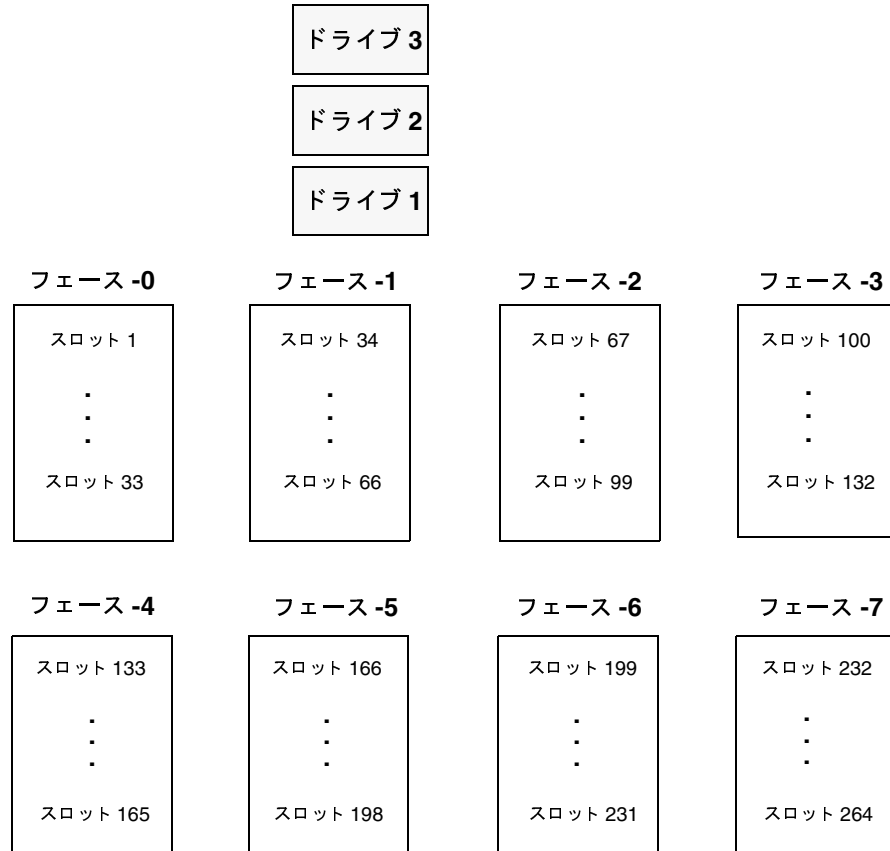 ドライブ 3
ドライブ 2
ドライブ 1
フェース -0
フェース -1
フェース -2
フェース -3
スロット 1
スロット 34
スロット 67
スロット 100
スロット 33
スロット 66
スロット 99
スロット 132
フェース -4
フェース -5
フェース -6
フェース -7
スロット 133
スロット 166
スロット 199
スロット 232
スロット 165
スロット 198
スロット 231
スロット 264